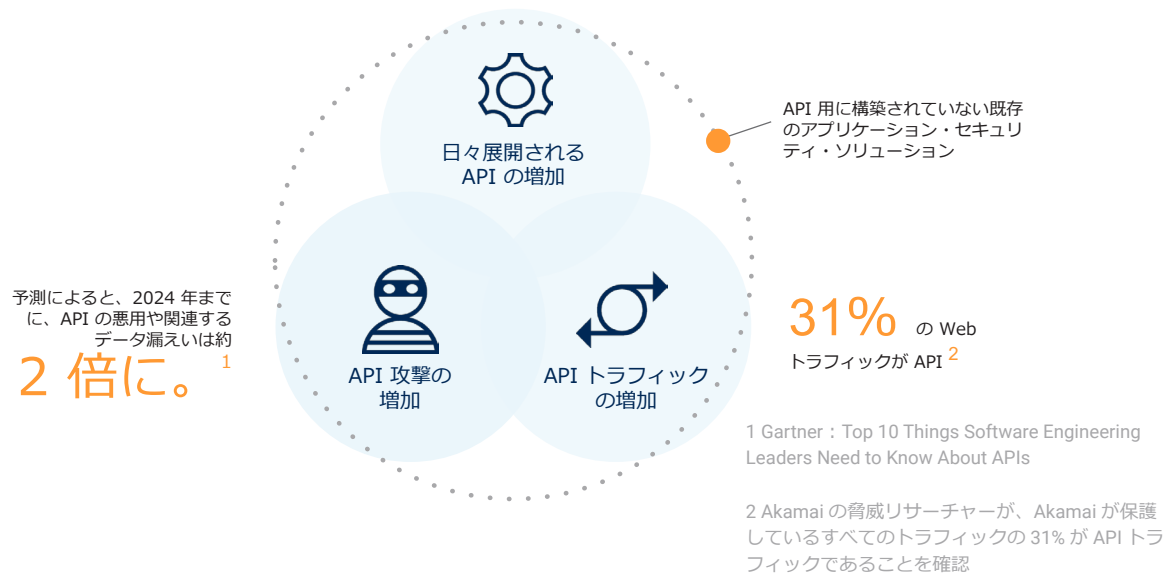 日々展開される
API の増加
API 用に構築されていない既存
のアプリケーション・セキュリ
ティ・ソリューション
予測によると、2024 年まで
に、API の悪用や関連する
データ漏えいは約
2 倍に。1
API 攻撃の
増加
API トラフィック
の増加
31% の Web
トラフィックが API 2
1 Gartner：Top 10 Things Software Engineering
Leaders Need to Know About APIs
2 Akamai の脅威リサーチャーが、Akamai が保護
しているすべてのトラフィックの 31% が API トラ
フィックであることを確認